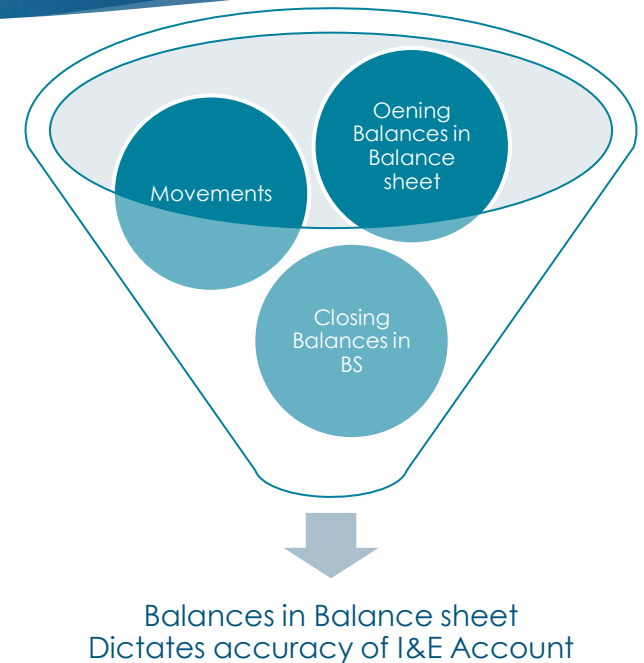 Oening
Balances in
Balance
sheet
Movements
Closing
Balances in
BS
Balances in Balance sheet
Dictates accuracy of I&E Account